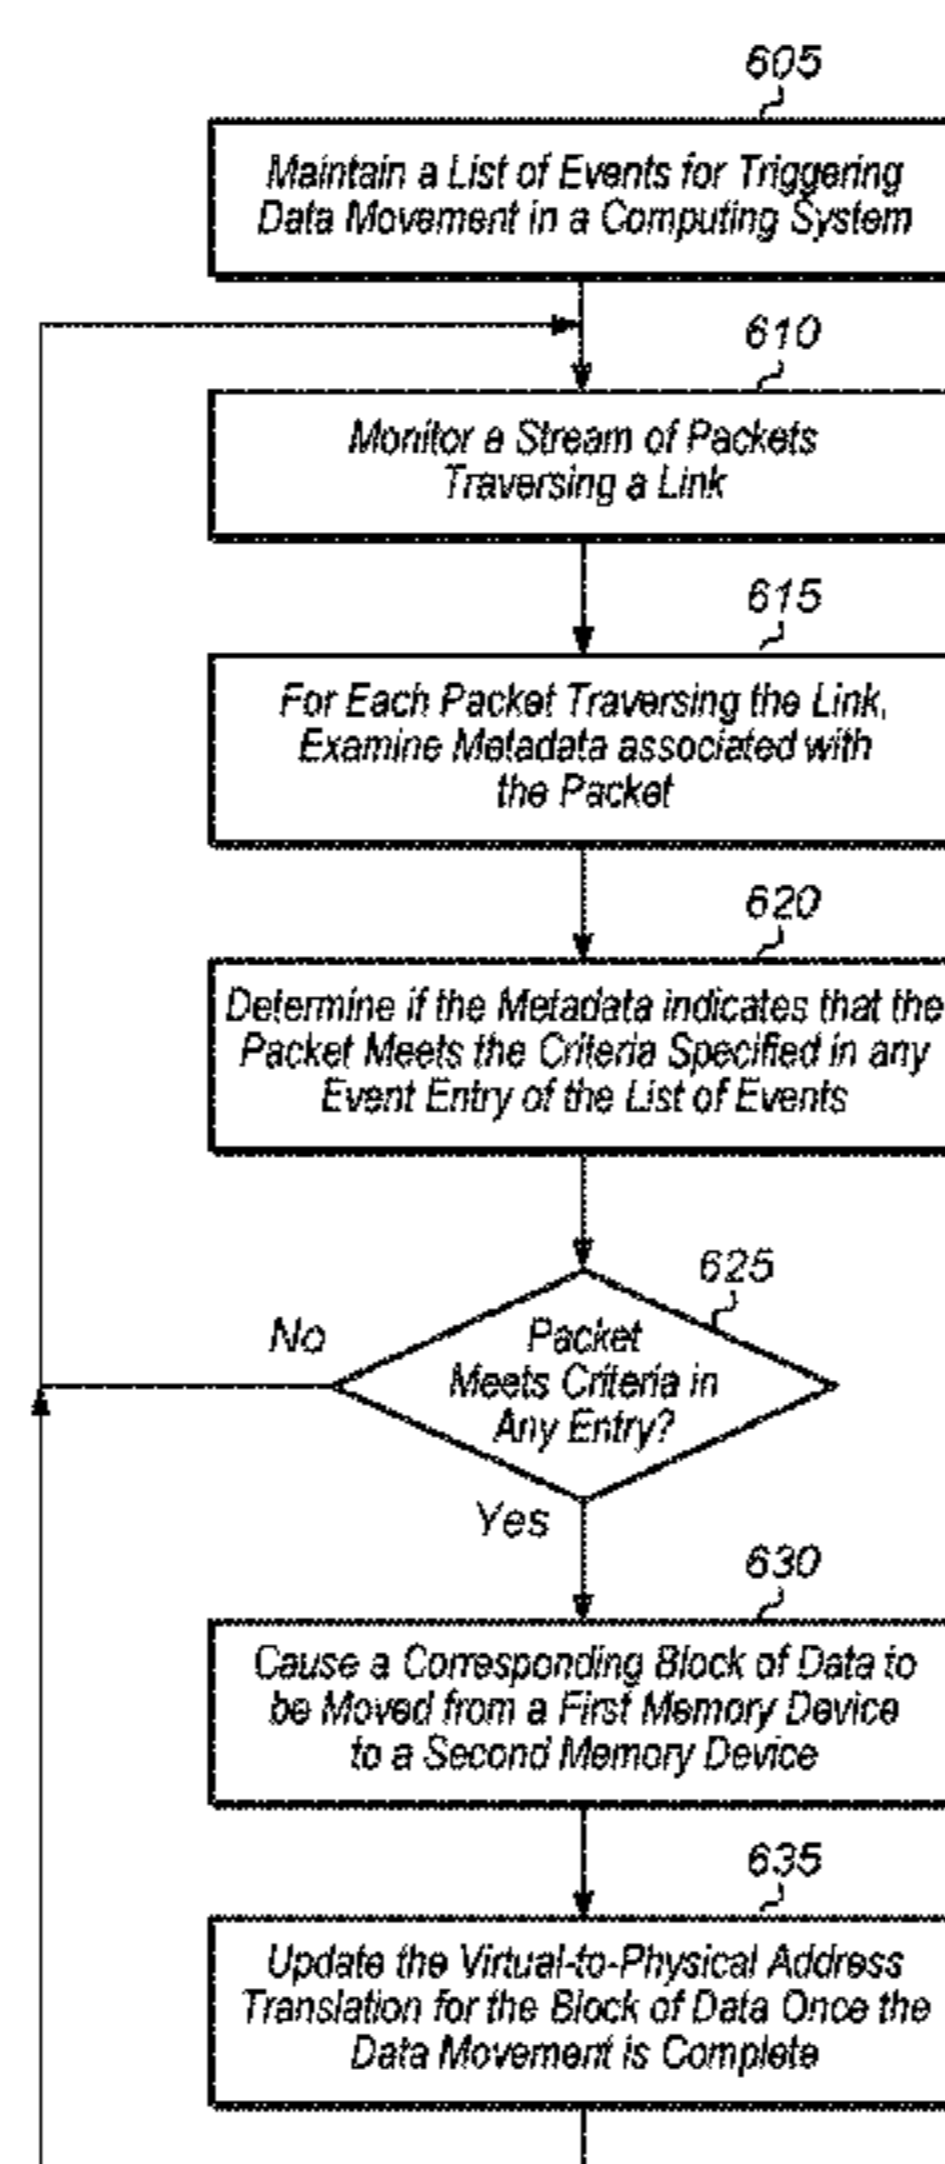 605
Maintain a List of Events for Triggering
Data Movement in a Computing System
610
Monitor a Stream of Packets
Traversing a Link
615
For Each Packet Traversing the Link,
Examine Metadata associated with
the Packet
620
Determine if the Metadata indicates that the
Packet Meets the Criteria Specified in any
Event Entry of the List of Events
625
No
Packet
Meets Criteria in
Any Entry?
Yes
630
Cause a Corresponding Block of Data to
be Moved from a First Memory Device
to a Second Memory Device
635
Update the Virtual-to-Physical Address
Translation for the Block of Data Once the
Data Movement is Complete